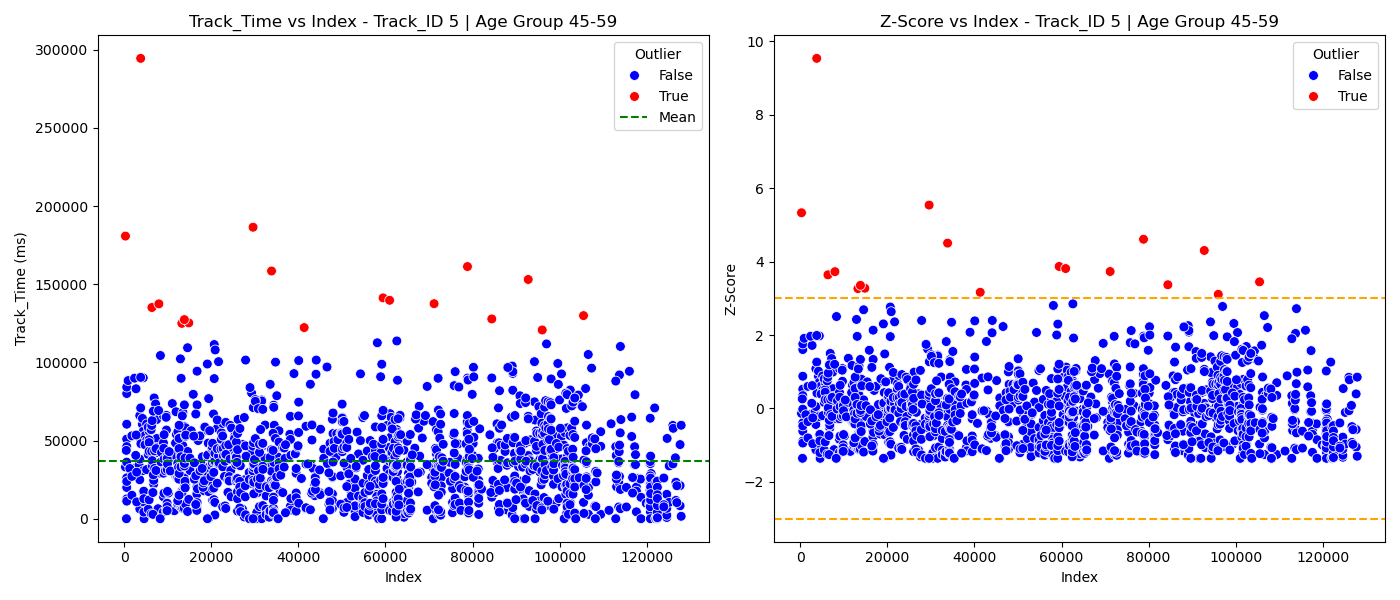 Track_Time vs Index - Track_ID 5 | Age Group 45-59
Track_Time (ms)
300000
250000
200000
150000
100000
50000
0
Outlier
False
True
Mean
0
20000
40000
60000
80000
100000
120000
Index
Z-Score vs Index - Track_ID 5 | Age Group 45-59
Z-Score
10
8
6
4
2
0
−2
Outlier
False
True
0
20000
40000
60000
80000
100000
120000
Index